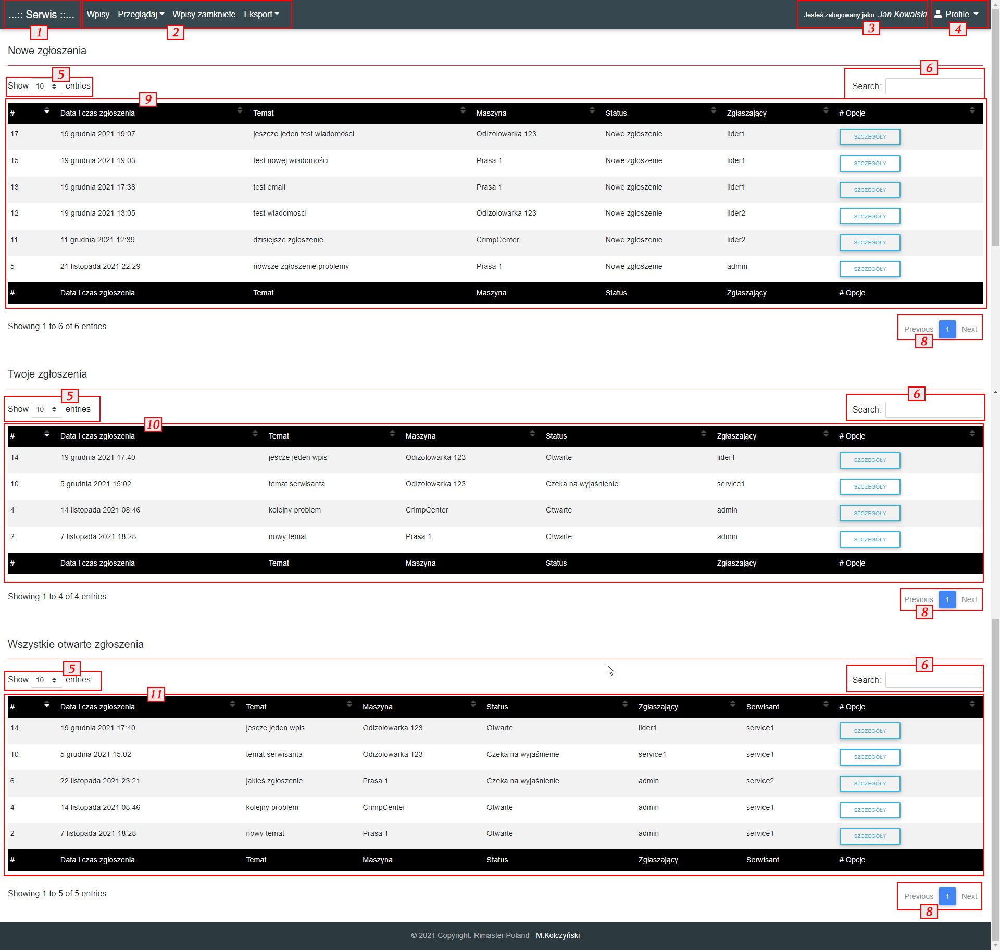 ...:: Serwis ::... Wpisy Przeglądaj Wpisy zamkniete Eksport Jesteś zalogowany jako: Jan Kowalski Profile
1 2 3 4
Nowe zgłoszenia
5 6
Show 10 entries Search:
9
# Data i czas zgłoszenia Temat Maszyna Status Zgłaszający # Opcje
17 19 grudnia 2021 19:07 jeszcze jeden test wiadomości Odizolowarka 123 Nowe zgłoszenie lider1 SZCZEGÓŁY
15 19 grudnia 2021 19:03 test nowej wiadomości Prasa 1 Nowe zgłoszenie lider1 SZCZEGÓŁY
13 19 grudnia 2021 17:38 test email Prasa 1 Nowe zgłoszenie lider1 SZCZEGÓŁY
12 19 grudnia 2021 13:05 test wiadomosci Odizolowarka 123 Nowe zgłoszenie lider2 SZCZEGÓŁY
11 11 grudnia 2021 12:39 dzisiejsze zgloszenie CrimpCenter Nowe zgłoszenie lider2 SZCZEGÓŁY
5 21 listopada 2021 22:29 nowsze zgłoszenie problemy Prasa 1 Nowe zgłoszenie admin SZCZEGÓŁY
# Data i czas zgłoszenia Temat Maszyna Status Zgłaszający # Opcje
Showing 1 to 6 of 6 entries Previous 1 Next
8
Twoje zgłoszenia
5 6
Show 10 entries Search:
10
# Data i czas zgłoszenia Temat Maszyna Status Zgłaszający # Opcje
14 19 grudnia 2021 17:40 jescze jeden wpis Odizolowarka 123 Otwarte lider1 SZCZEGÓŁY
10 5 grudnia 2021 15:02 temat serwisanta Odizolowarka 123 Czeka na wyjaśnienie service1 SZCZEGÓŁY
4 14 listopada 2021 08:46 kolejny problem CrimpCenter Otwarte admin SZCZEGÓŁY
2 7 listopada 2021 18:28 nowy temat Prasa 1 Otwarte admin SZCZEGÓŁY
# Data i czas zgłoszenia Temat Maszyna Status Zgłaszający # Opcje
Showing 1 to 4 of 4 entries Previous 1 Next
8
Wszystkie otwarte zgłoszenia
5 6
Show 10 entries Search:
11
# Data i czas zgłoszenia Temat Maszyna Status Zgłaszający Serwisant # Opcje
14 19 grudnia 2021 17:40 jescze jeden wpis Odizolowarka 123 Otwarte lider1 service1 SZCZEGÓŁY
10 5 grudnia 2021 15:02 temat serwisanta Odizolowarka 123 Czeka na wyjaśnienie service1 service1 SZCZEGÓŁY
6 22 listopada 2021 23:21 jakieś zgłoszenie Prasa 1 Czeka na wyjaśnienie admin service2 SZCZEGÓŁY
4 14 listopada 2021 08:46 kolejny problem CrimpCenter Otwarte admin service1 SZCZEGÓŁY
2 7 listopada 2021 18:28 nowy temat Prasa 1 Otwarte admin service1 SZCZEGÓŁY
# Data i czas zgłoszenia Temat Maszyna Status Zgłaszający Serwisant # Opcje
Showing 1 to 5 of 5 entries Previous 1 Next
8
© 2021 Copyright: Rimaster Poland - M.Kolczyński